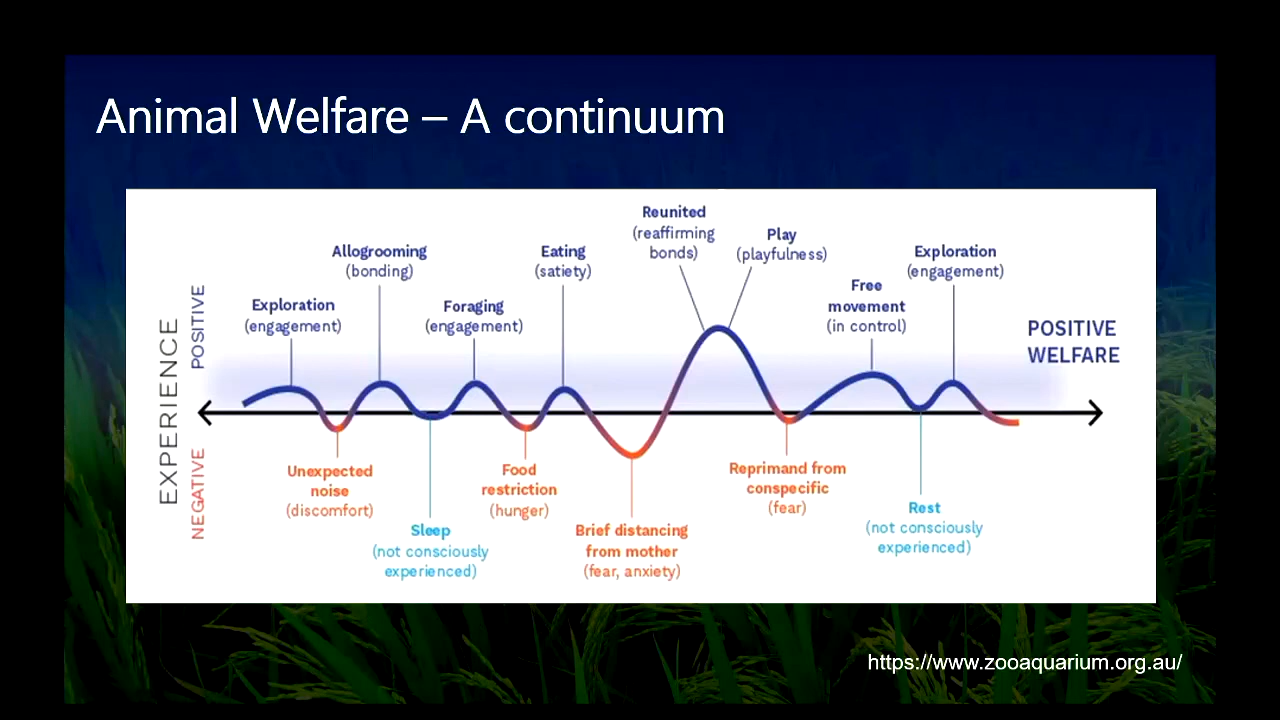 Animal Welfare – A continuum
EXPERIENCE
POSITIVE
NEGATIVE
Exploration
(engagement)
Allogrooming
(bonding)
Foraging
(engagement)
Eating
(satiety)
Reunited
(reaffirming
bonds)
Play
(playfulness)
Free
movement
(in control)
Exploration
(engagement)
POSITIVE
WELFARE
Unexpected
noise
(discomfort)
Sleep
(not consciously
experienced)
Food
restriction
(hunger)
Brief distancing
from mother
(fear, anxiety)
Reprimand from
conspecific
(fear)
Rest
(not consciously
experienced)
https://www.zooaquarium.org.au/